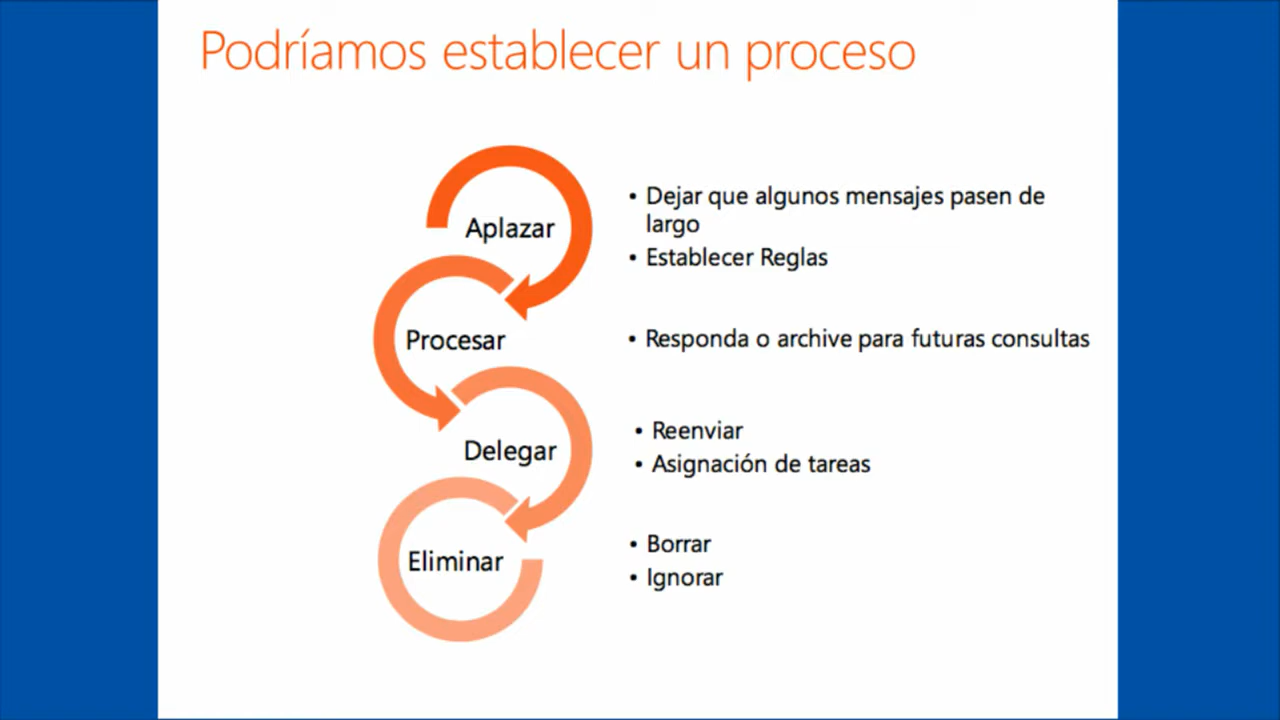 Podríamos establecer un proceso
Aplazar
• Dejar que algunos mensajes pasen de
largo
• Establecer Reglas
Procesar
• Responda o archive para futuras consultas
Delegar
• Reenviar
• Asignación de tareas
Eliminar
• Borrar
• Ignorar